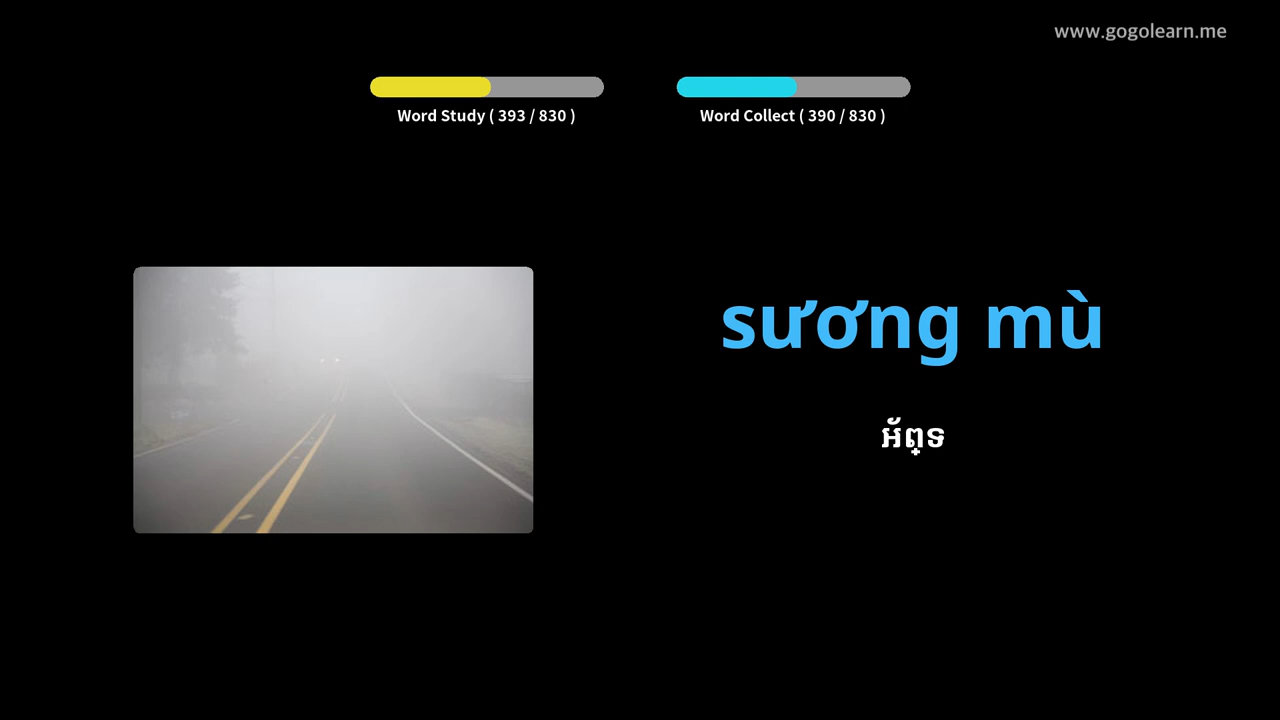 www.gogolearn.me
Word Study ( 393 / 830 )
Word Collect ( 390 / 830 )
sương mù
អ័ព្ទ